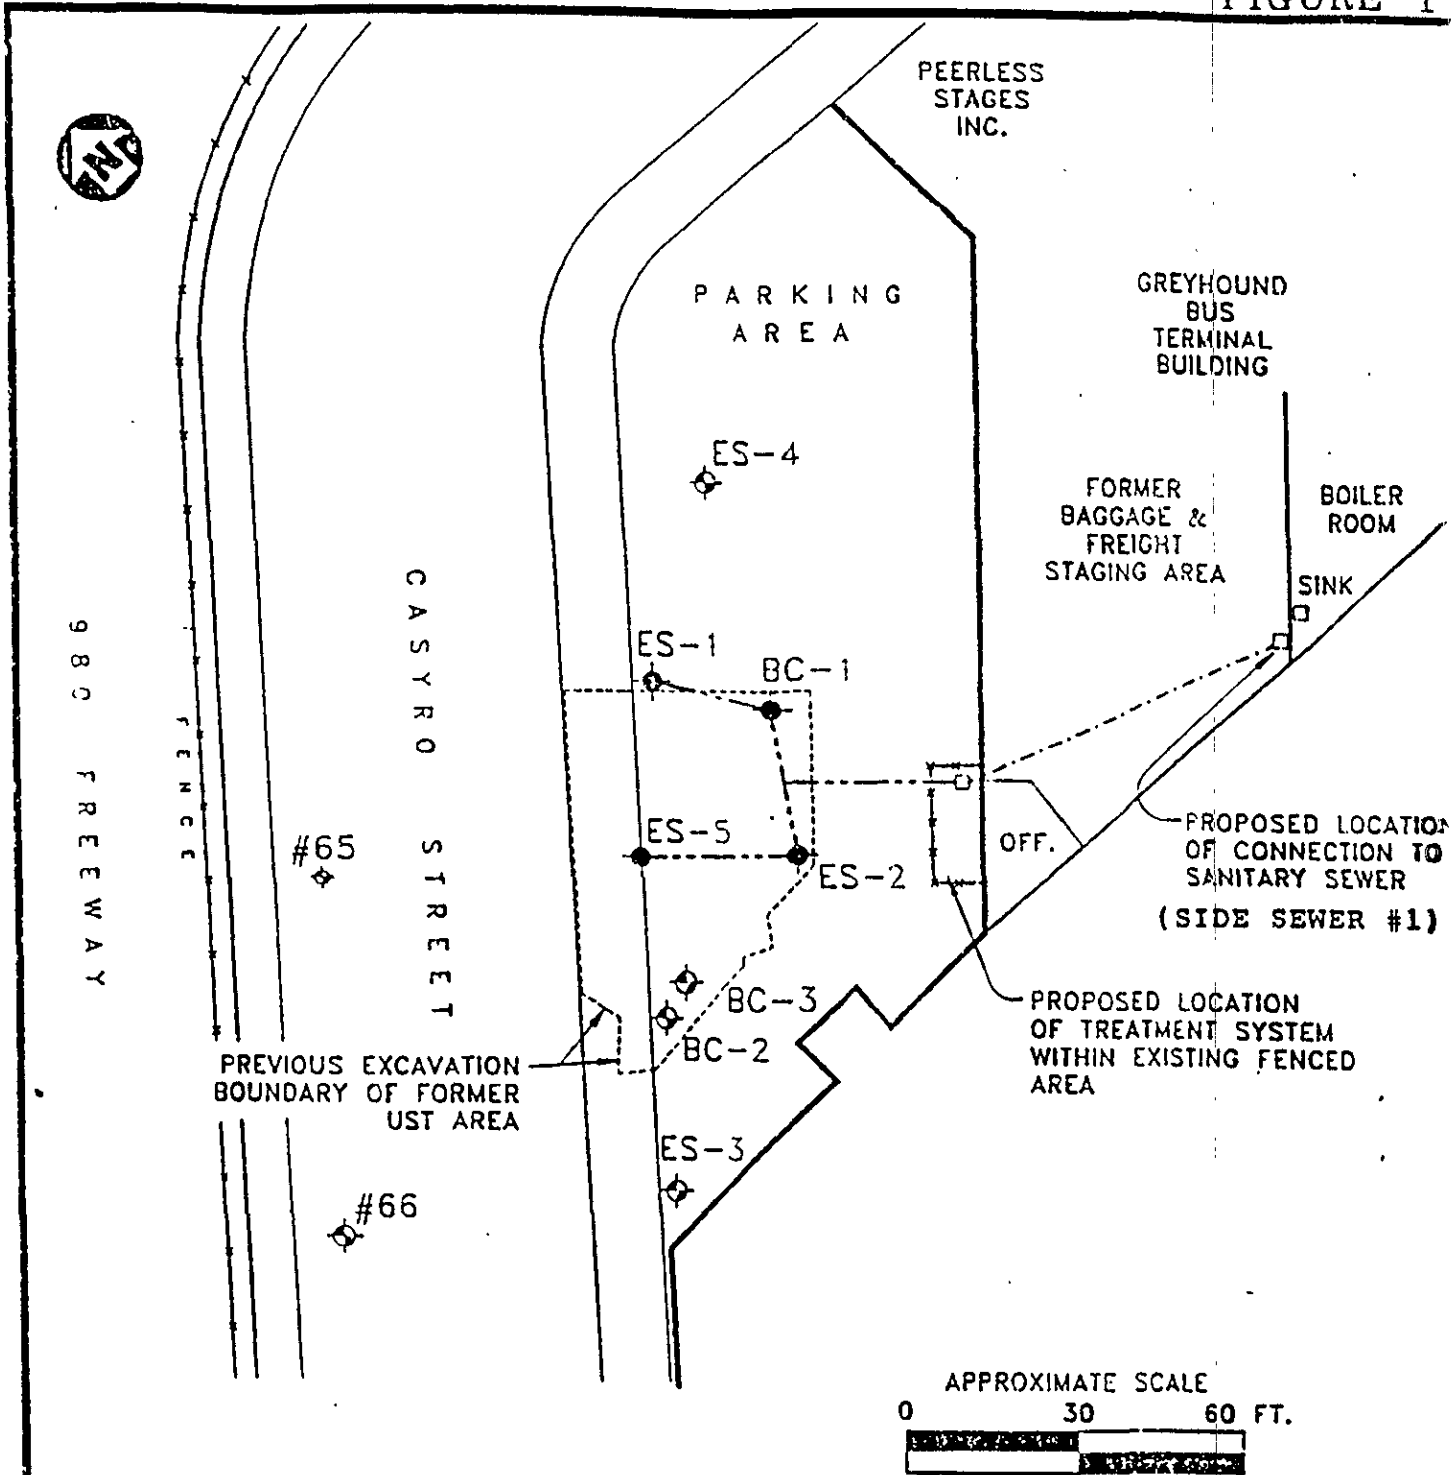 FIGURE 1
N
PEERLESS
STAGES
INC.
PARKING
AREA
GREYHOUND
BUS
TERMINAL
BUILDING
ES-4
FORMER
BAGGAGE &
FREIGHT
STAGING AREA
BOILER
ROOM
SINK
980 FREEWAY
FENCE
CASYRO STREET
ES-1
BC-1
#65
ES-5
ES-2
OFF.
PROPOSED LOCATION
OF CONNECTION TO
SANITARY SEWER
(SIDE SEWER #1)
BC-3
BC-2
PROPOSED LOCATION
OF TREATMENT SYSTEM
WITHIN EXISTING FENCED
AREA
PREVIOUS EXCAVATION
BOUNDARY OF FORMER
UST AREA
ES-3
#66
APPROXIMATE SCALE
0 30 60 FT.